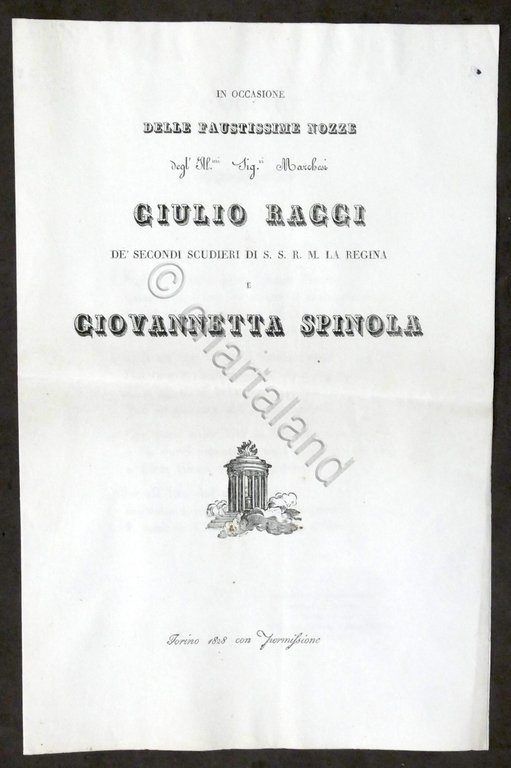 IN OCCASIONE
DELLE FAUSTISSIME NOZZE
degl' Ill.mi Sig.ri Marchesi
GIULIO RAGGI
DE' SECONDI SCUDIERI DI S. S. R. M. LA REGINA
E
GIOVANNETTA SPINOLA
© chartaland
Torino 1828 con Permissione